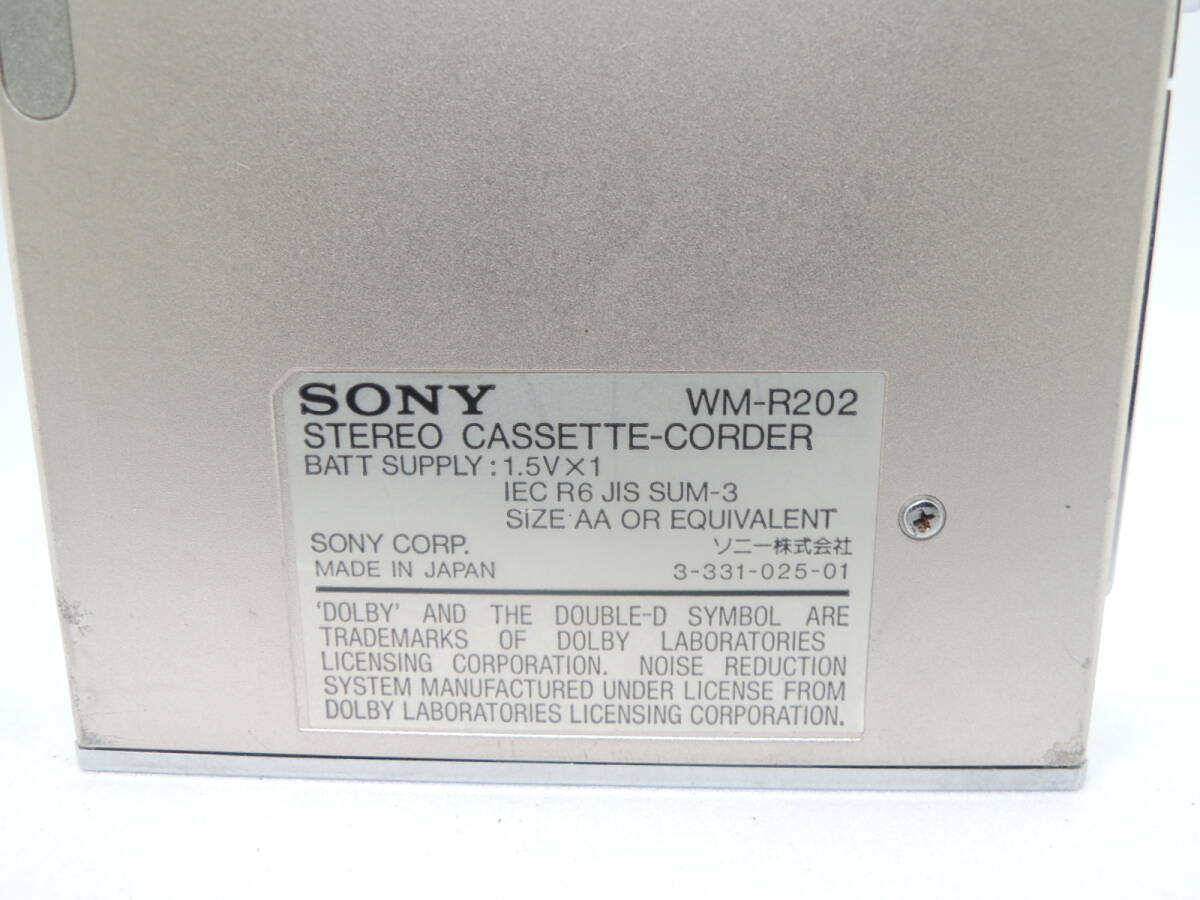 SONY WM-R202
STEREO CASSETTE-CORDER
BATT SUPPLY: 1.5V×1
IEC R6 JIS SUM-3
SIZE AA OR EQUIVALENT
SONY CORP. ソニー株式会社
MADE IN JAPAN 3-331-025-01
'DOLBY' AND THE DOUBLE-D SYMBOL ARE
TRADEMARKS OF DOLBY LABORATORIES
LICENSING CORPORATION. NOISE REDUCTION
SYSTEM MANUFACTURED UNDER LICENSE FROM
DOLBY LABORATORIES LICENSING CORPORATION.